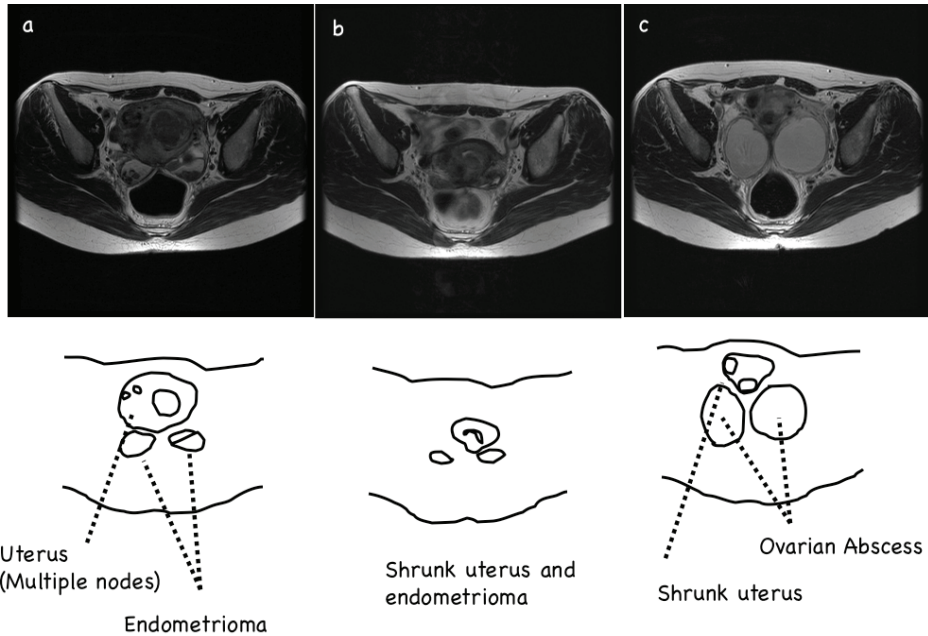 a
b
c
Uterus
(Multiple nodes)
Endometrioma
Shrunk uterus and
endometrioma
Ovarian Abscess
Shrunk uterus